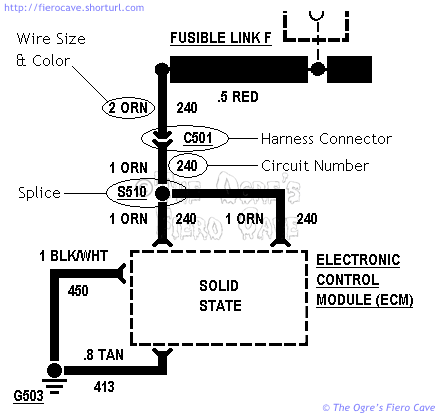 http://fierocave.shorturl.com/
Wire Size
& Color
FUSIBLE LINK F
.5 RED
2 ORN 240
C501 Harness Connector
1 ORN 240 Circuit Number
Splice S510
The Ogre's
Fiero Cave
1 ORN 240 1 ORN 240
1 BLK/WHT
450
SOLID
STATE
ELECTRONIC
CONTROL
MODULE (ECM)
.8 TAN
413
G503
© The Ogre's Fiero Cave